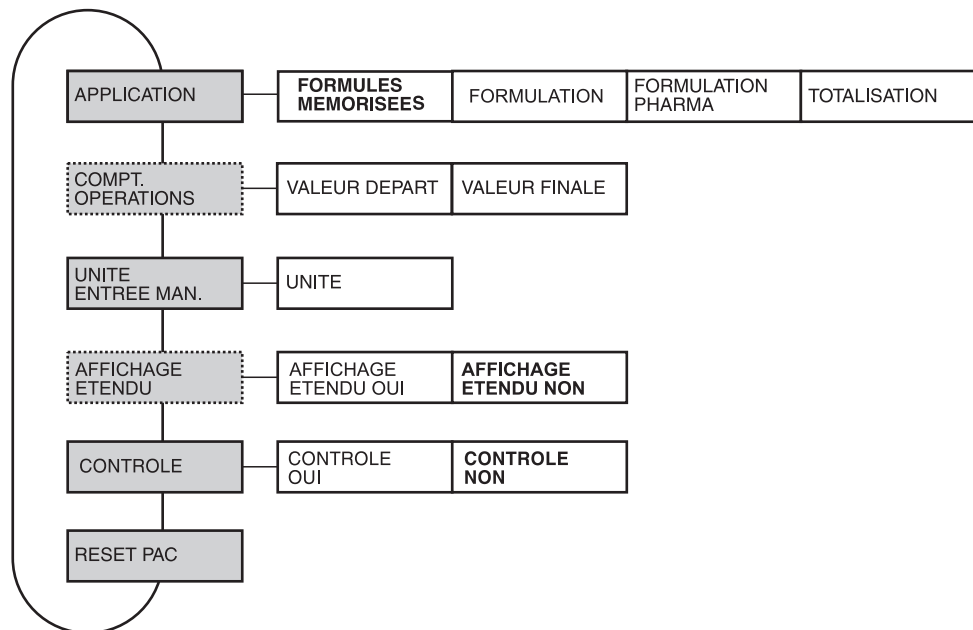 APPLICATION
FORMULES
MEMORISEES
FORMULATION
FORMULATION
PHARMA
TOTALISATION
COMPT.
OPERATIONS
VALEUR DEPART
VALEUR FINALE
UNITE
ENTREE MAN.
UNITE
AFFICHAGE
ETENDU
AFFICHAGE
ETENDU OUI
AFFICHAGE
ETENDU NON
CONTROLE
CONTROLE
OUI
CONTROLE
NON
RESET PAC